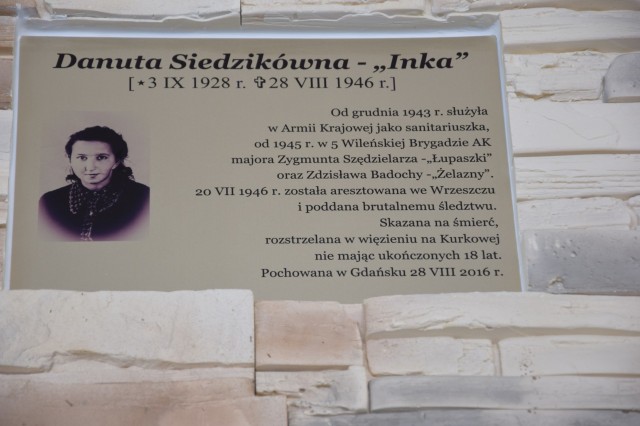 Danuta Siedzikówna - „Inka”
[⋆3 IX 1928 r. ✞28 VIII 1946 r.]
Od grudnia 1943 r. służyła
w Armii Krajowej jako sanitariuszka,
od 1945 r. w 5 Wileńskiej Brygadzie AK
majora Zygmunta Szędzielarza -„Łupaszki”
oraz Zdzisława Badochy -„Żelazny”.
20 VII 1946 r. została aresztowana we Wrzeszczu
i poddana brutalnemu śledztwu.
Skazana na śmierć,
rozstrzelana w więzieniu na Kurkowej
nie mając ukończonych 18 lat.
Pochowana w Gdańsku 28 VIII 2016 r.